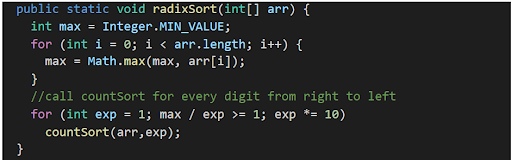 public static void radixSort(int[] arr) {
  int max = Integer.MIN_VALUE;
  for (int i = 0; i < arr.length; i++) {
    max = Math.max(max, arr[i]);
  }
  //call countSort for every digit from right to left
  for (int exp = 1; max / exp >= 1; exp *= 10)
    countSort(arr,exp);
}